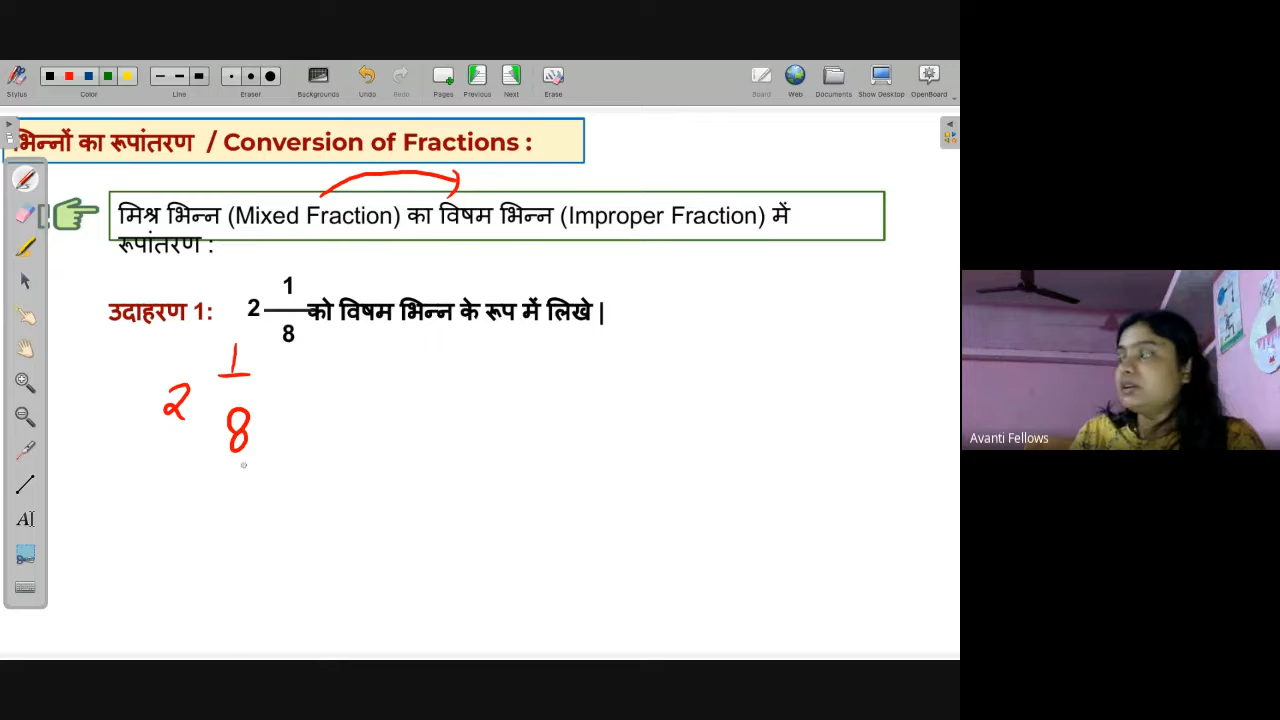 Stylus Color Line Eraser Backgrounds Undo Redo Pages Previous Next Erase Board Web Documents Show Desktop OpenBoard
भिन्नों का रूपांतरण / Conversion of Fractions :
मिश्र भिन्न (Mixed Fraction) का विषम भिन्न (Improper Fraction) में
रूपांतरण :
उदाहरण 1: 2 1/8 को विषम भिन्न के रूप में लिखे |
2 1/8
Avanti Fellows